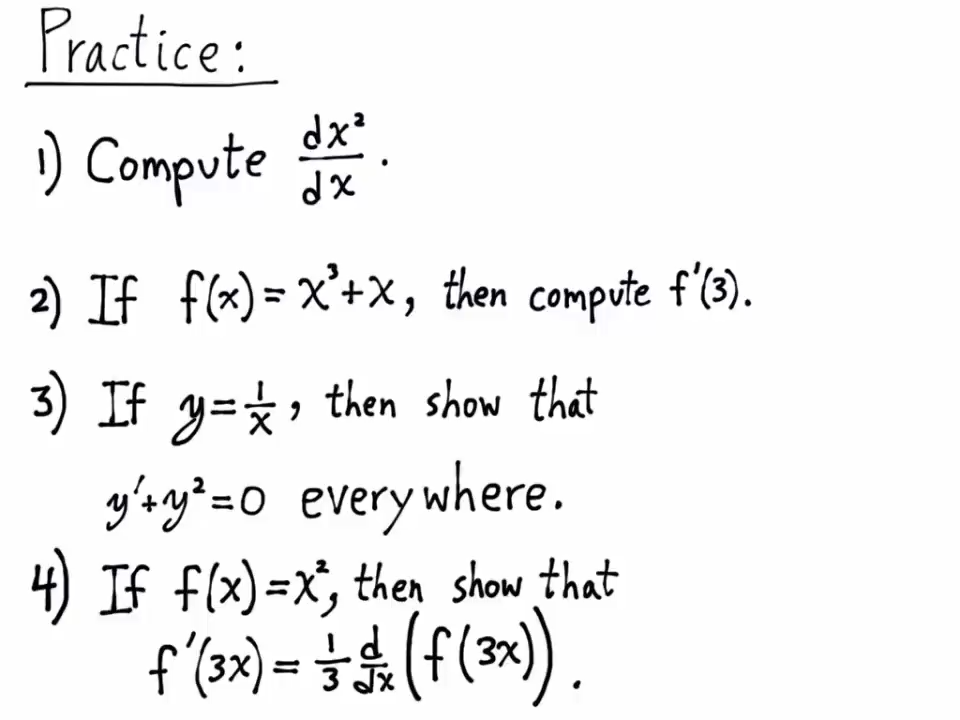 Practice:
1) Compute dx²/dx.
2) If f(x) = x³+x, then compute f'(3).
3) If y = 1/x, then show that
y'+y² = 0 everywhere.
4) If f(x) = x², then show that
f'(3x) = 1/3 d/dx (f(3x)).